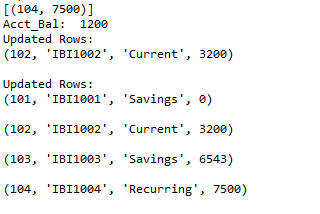 [(104, 7500)]
Acct_Bal:  1200
Updated Rows:
(102, 'IBI1002', 'Current', 3200)
Updated Rows:
(101, 'IBI1001', 'Savings', 0)
(102, 'IBI1002', 'Current', 3200)
(103, 'IBI1003', 'Savings', 6543)
(104, 'IBI1004', 'Recurring', 7500)